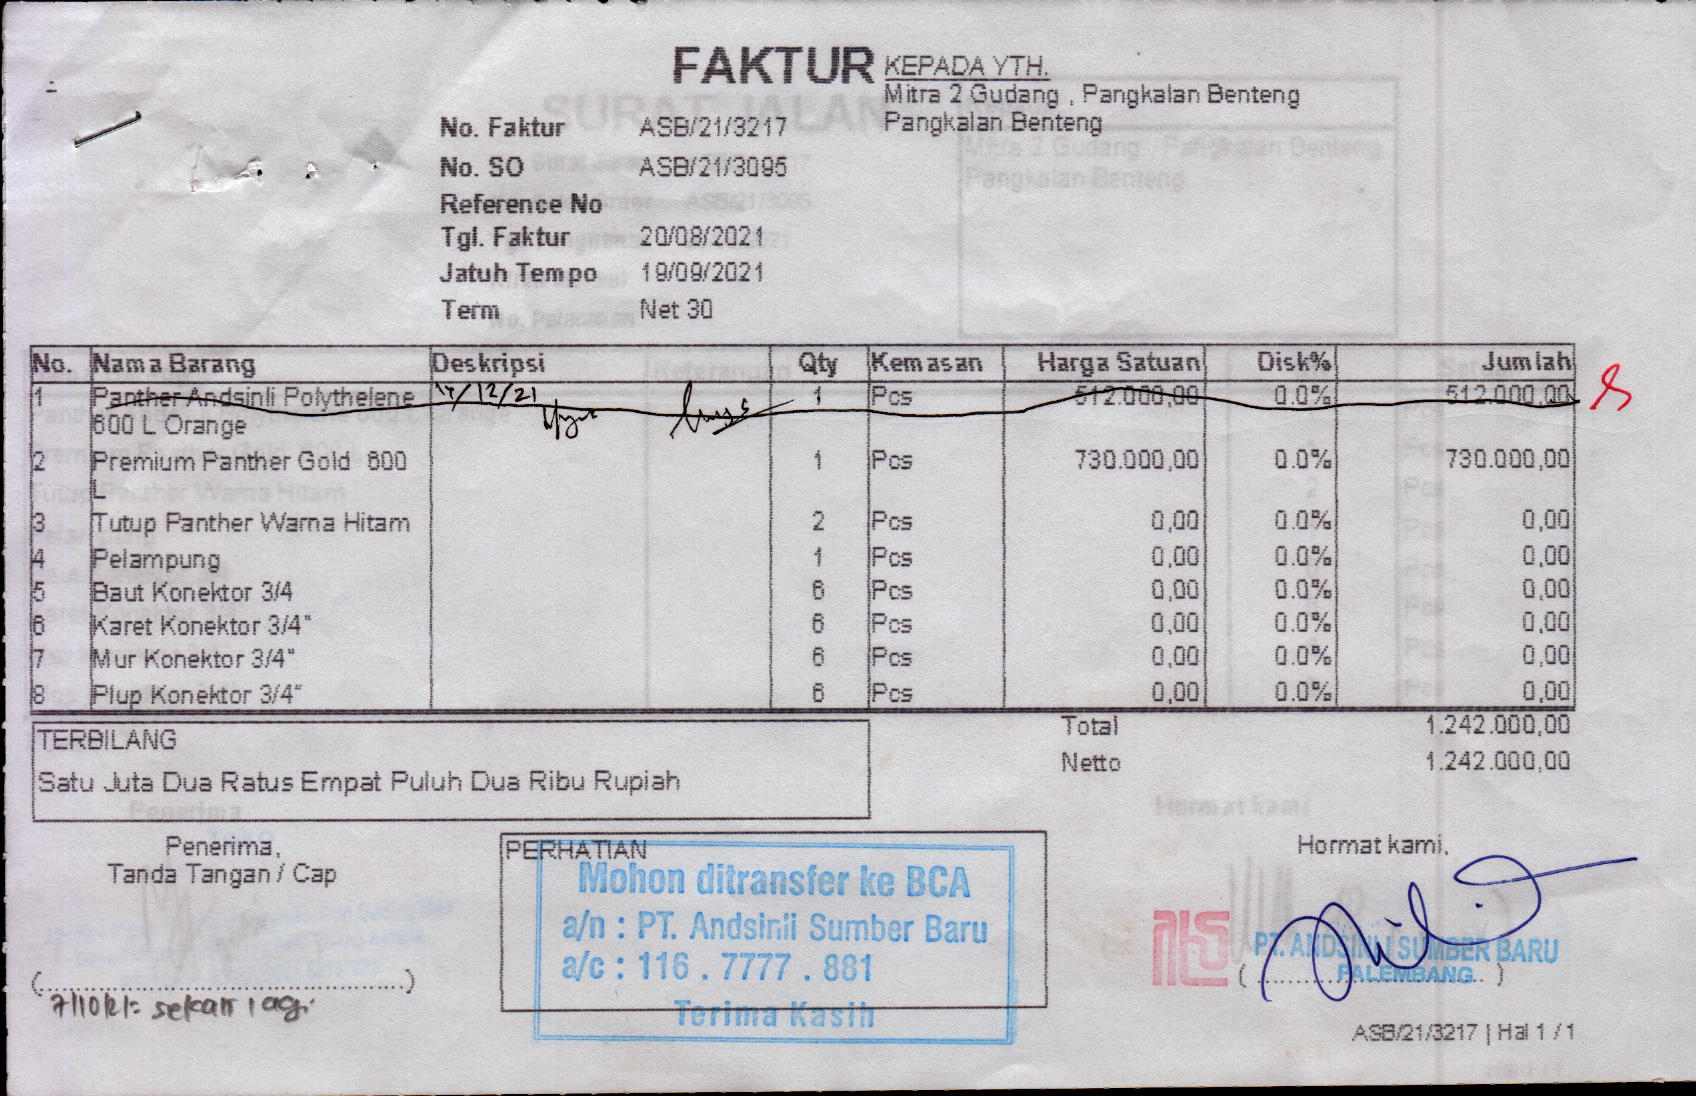 FAKTUR
KEPADA YTH.
Mitra 2 Gudang , Pangkalan Benteng
Pangkalan Benteng
No. Faktur ASB/21/3217
No. SO ASB/21/3095
Reference No
Tgl. Faktur 20/08/2021
Jatuh Tempo 19/09/2021
Term Net 30
No. Nama Barang Deskripsi Qty Kemasan Harga Satuan Disk% Jumlah
1 Panther Andsinli Polythelene 17/12/21 1 Pcs 512.000,00 0.0% 512.000,00
600 L Orange
2 Premium Panther Gold 600 1 Pcs 730.000,00 0.0% 730.000,00
L
3 Tutup Panther Warna Hitam 2 Pcs 0,00 0.0% 0,00
4 Pelampung 1 Pcs 0,00 0.0% 0,00
5 Baut Konektor 3/4 6 Pcs 0,00 0.0% 0,00
6 Karet Konektor 3/4" 6 Pcs 0,00 0.0% 0,00
7 Mur Konektor 3/4" 6 Pcs 0,00 0.0% 0,00
8 Plup Konektor 3/4" 6 Pcs 0,00 0.0% 0,00
Total 1.242.000,00
Netto 1.242.000,00
TERBILANG
Satu Juta Dua Ratus Empat Puluh Dua Ribu Rupiah
Penerima,
Tanda Tangan / Cap
(........................................................)
7/10/21: sekali lagi
PERHATIAN
Mohon ditransfer ke BCA
a/n : PT. Andsinli Sumber Baru
a/c : 116 . 7777 . 881
Terima Kasih
Hormat kami,
PT. ANDSINLI SUMBER BARU
PALEMBANG
ASB/21/3217 | Hal 1 / 1